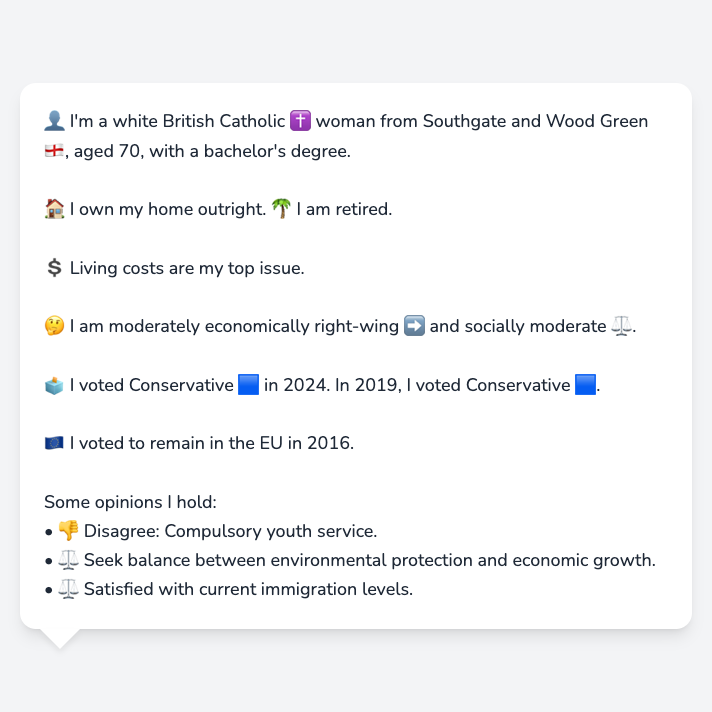 👤 I'm a white British Catholic ✝️ woman from Southgate and Wood Green
🏴󠁧󠁢󠁥󠁮󠁧󠁿, aged 70, with a bachelor's degree.
🏠 I own my home outright. 🌴 I am retired.
💲 Living costs are my top issue.
🤔 I am moderately economically right-wing ➡️ and socially moderate ⚖️.
🗳️ I voted Conservative 🟦 in 2024. In 2019, I voted Conservative 🟦.
🇪🇺 I voted to remain in the EU in 2016.
Some opinions I hold:
• 👎 Disagree: Compulsory youth service.
• ⚖️ Seek balance between environmental protection and economic growth.
• ⚖️ Satisfied with current immigration levels.